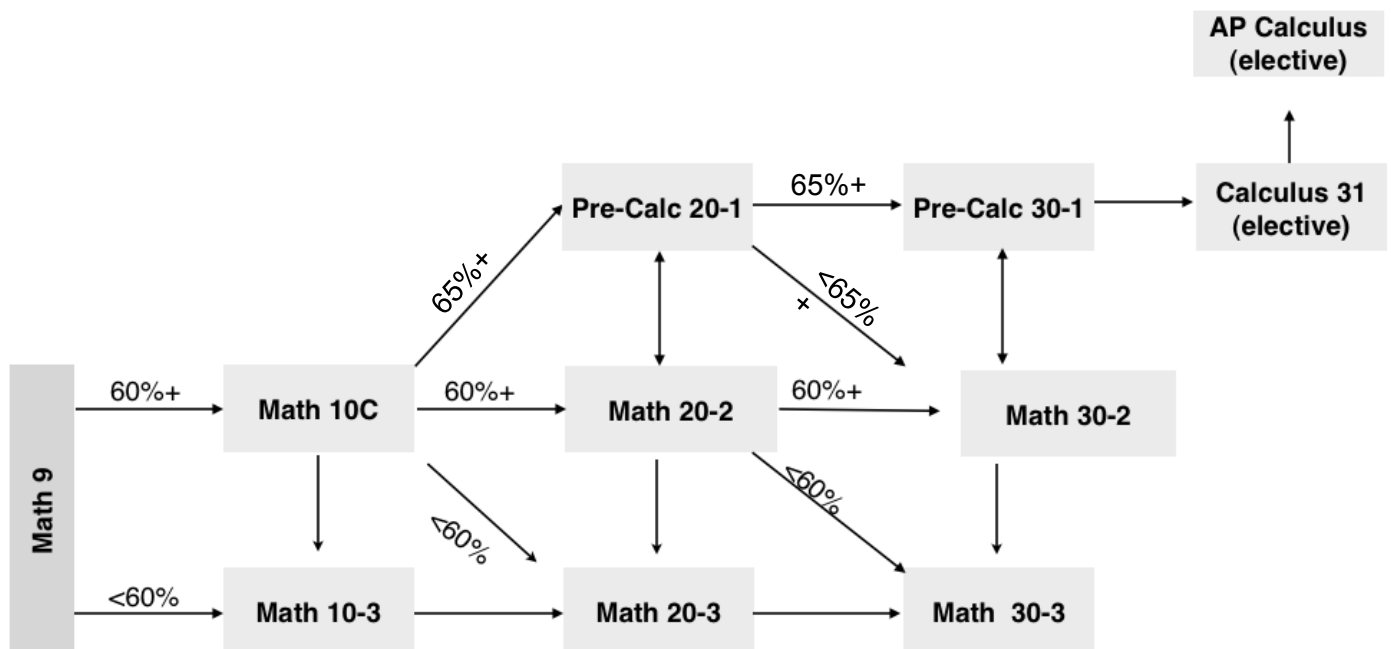 AP Calculus
(elective)
65%+
Pre-Calc 20-1
Pre-Calc 30-1
Calculus 31
(elective)
65%+
<65%
+
60%+
Math 10C
60%+
Math 20-2
60%+
Math 30-2
Math 9
<60%
<60%
<60%
Math 10-3
Math 20-3
Math  30-3